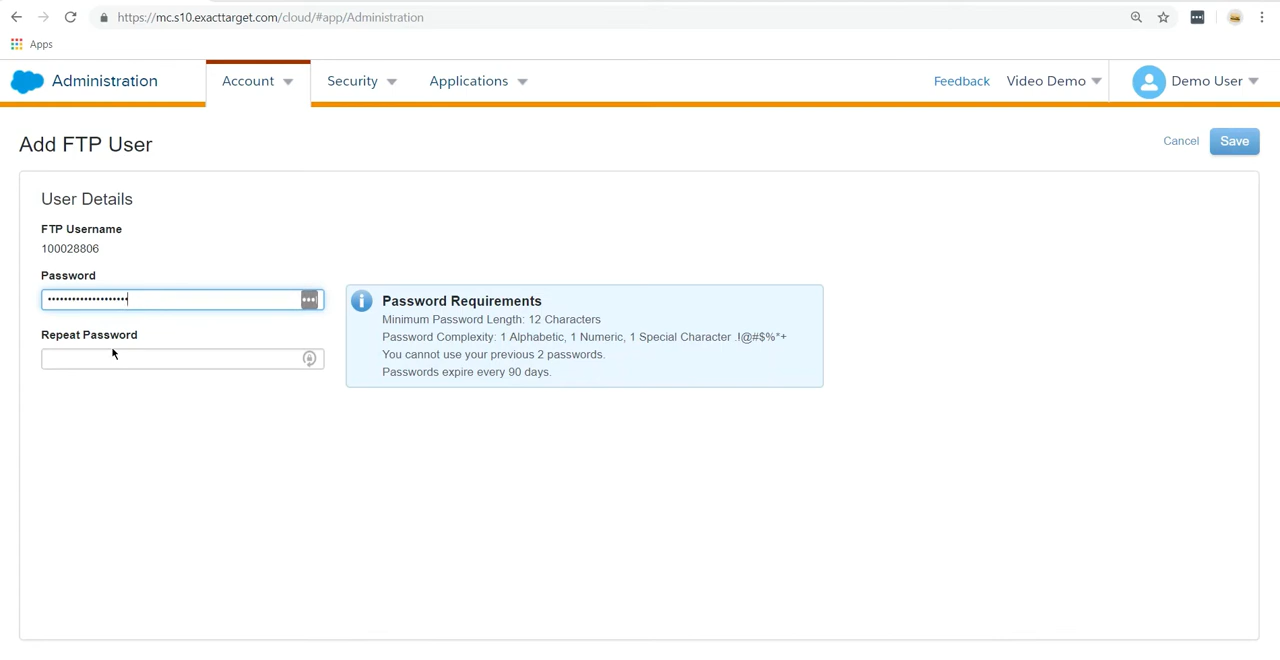 https://mc.s10.exacttarget.com/cloud/#app/Administration
Apps
Administration
Account
Security
Applications
Feedback
Video Demo
Demo User
Add FTP User
Cancel
Save
User Details
FTP Username
100028806
Password
••••••••••••••••••••
Repeat Password
Password Requirements
Minimum Password Length: 12 Characters
Password Complexity: 1 Alphabetic, 1 Numeric, 1 Special Character .!@#$%*+
You cannot use your previous 2 passwords.
Passwords expire every 90 days.